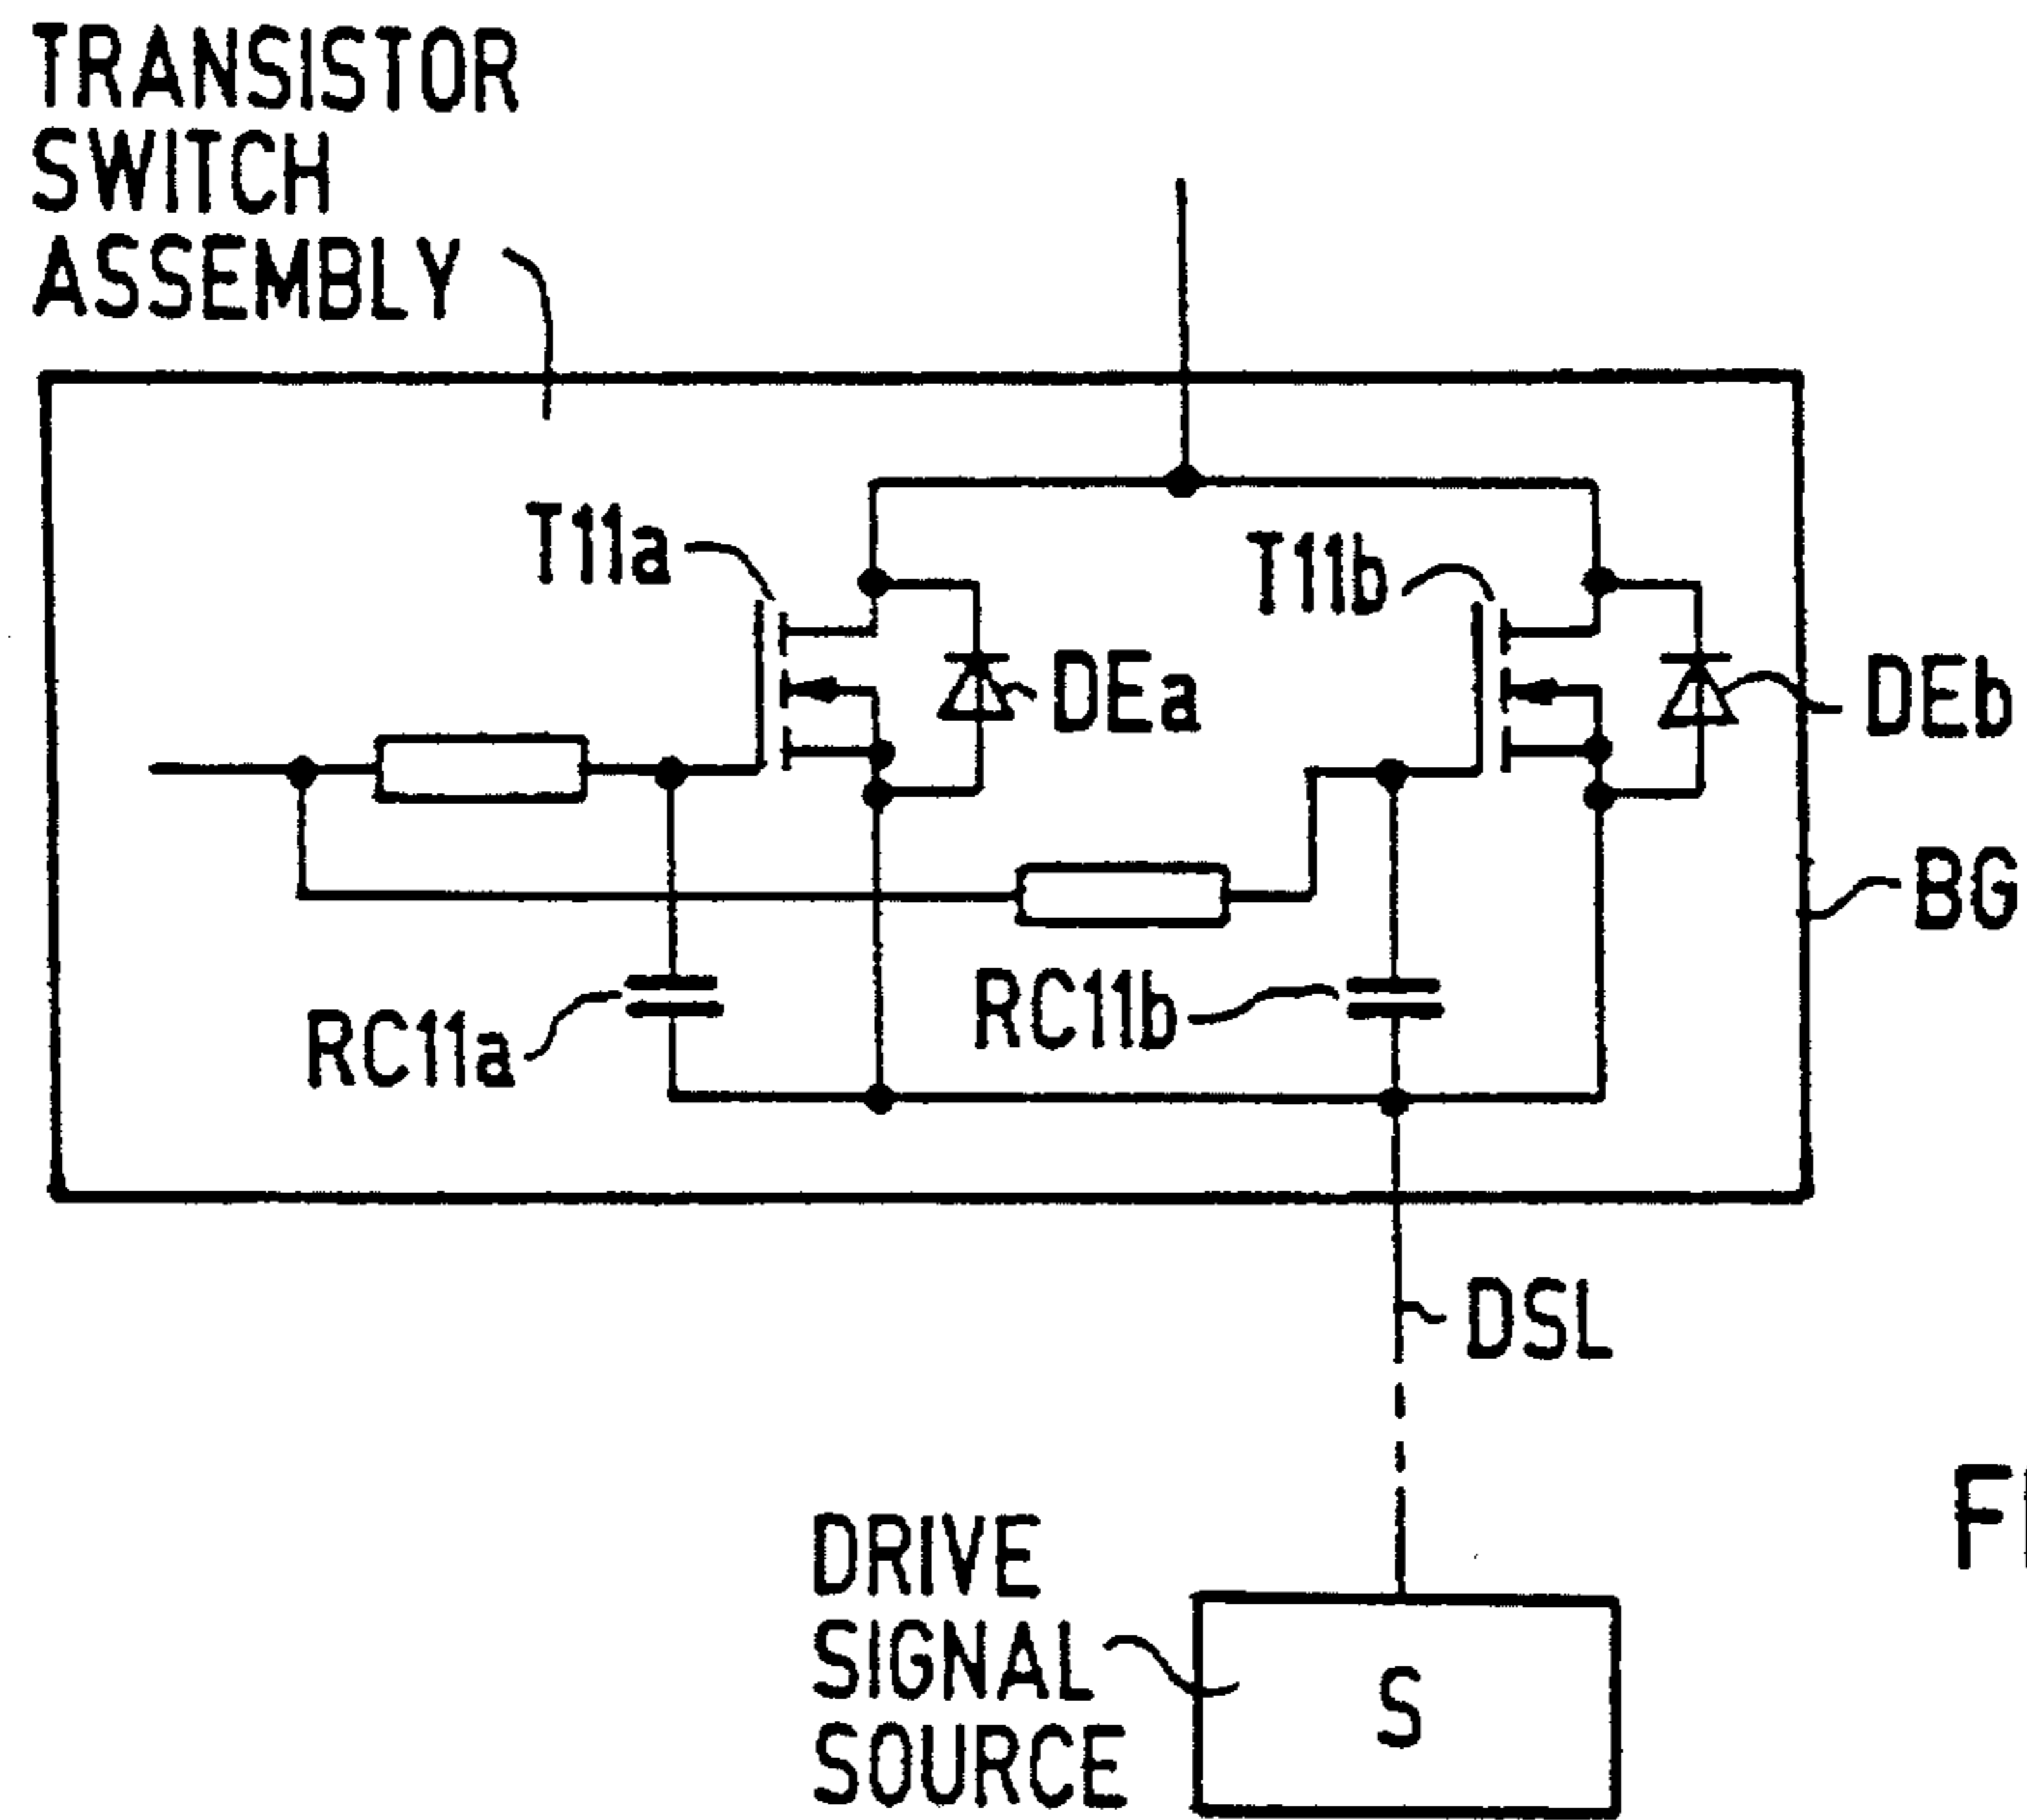 TRANSISTOR
SWITCH
ASSEMBLY
T11a
T11b
DEa
DEb
BG
RC11a
RC11b
DSL
DRIVE
SIGNAL
SOURCE
S